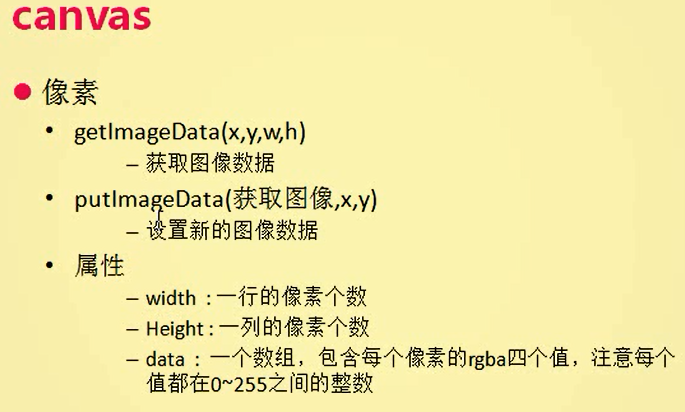 canvas
像素
getImageData(x,y,w,h)
– 获取图像数据
putImageData(获取图像,x,y)
– 设置新的图像数据
属性
– width : 一行的像素个数
– Height : 一列的像素个数
– data : 一个数组，包含每个像素的rgba四个值，注意每个
值都在0~255之间的整数